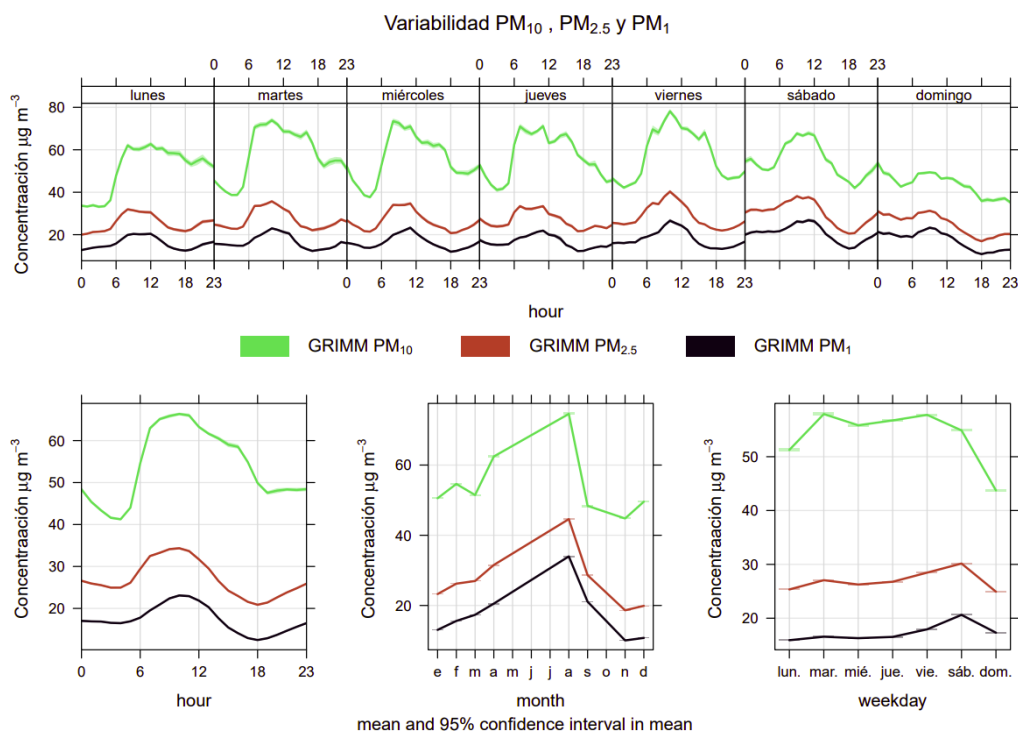 Variabilidad PM10 , PM2.5 y PM1
0 6 12 18 23 0 6 12 18 23 0 6 12 18 23
lunes martes miércoles jueves viernes sábado domingo
80
60
40
20
Concentraación µg m−3
0 6 12 18 23 0 6 12 18 23 0 6 12 18 23 0 6 12 18 23
hour
GRIMM PM10 GRIMM PM2.5 GRIMM PM1
60
50
40
30
20
Concentraación µg m−3
0 6 12 18 23
hour
60
40
20
Concentraación µg m−3
e f m a m j j a s o n d
month
50
40
30
20
Concentraación µg m−3
lun. mar. mié. jue. vie. sáb. dom.
weekday
mean and 95% confidence interval in mean